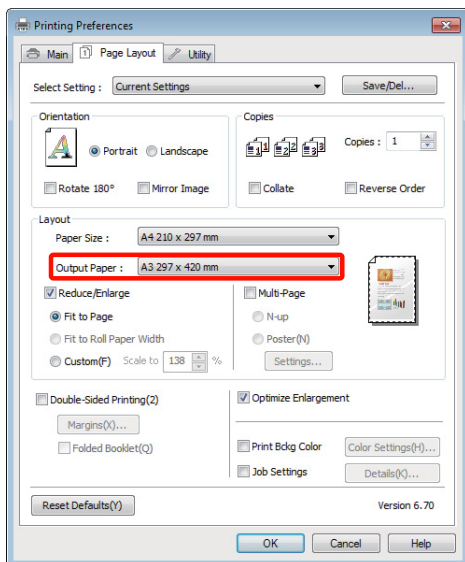 Printing Preferences
Main Page Layout Utility
Select Setting : Current Settings Save/Del...
Orientation
Portrait Landscape
Rotate 180° Mirror Image
Copies
Copies : 1
Collate Reverse Order
Layout
Paper Size : A4 210 x 297 mm
Output Paper : A3 297 x 420 mm
Reduce/Enlarge
Fit to Page
Fit to Roll Paper Width
Custom(F) Scale to 138 %
Multi-Page
N-up
Poster(N)
Settings...
Double-Sided Printing(2)
Margins(X)...
Folded Booklet(Q)
Optimize Enlargement
Print Bckg Color Color Settings(H)...
Job Settings Details(K)...
Reset Defaults(Y) Version 6.70
OK Cancel Help